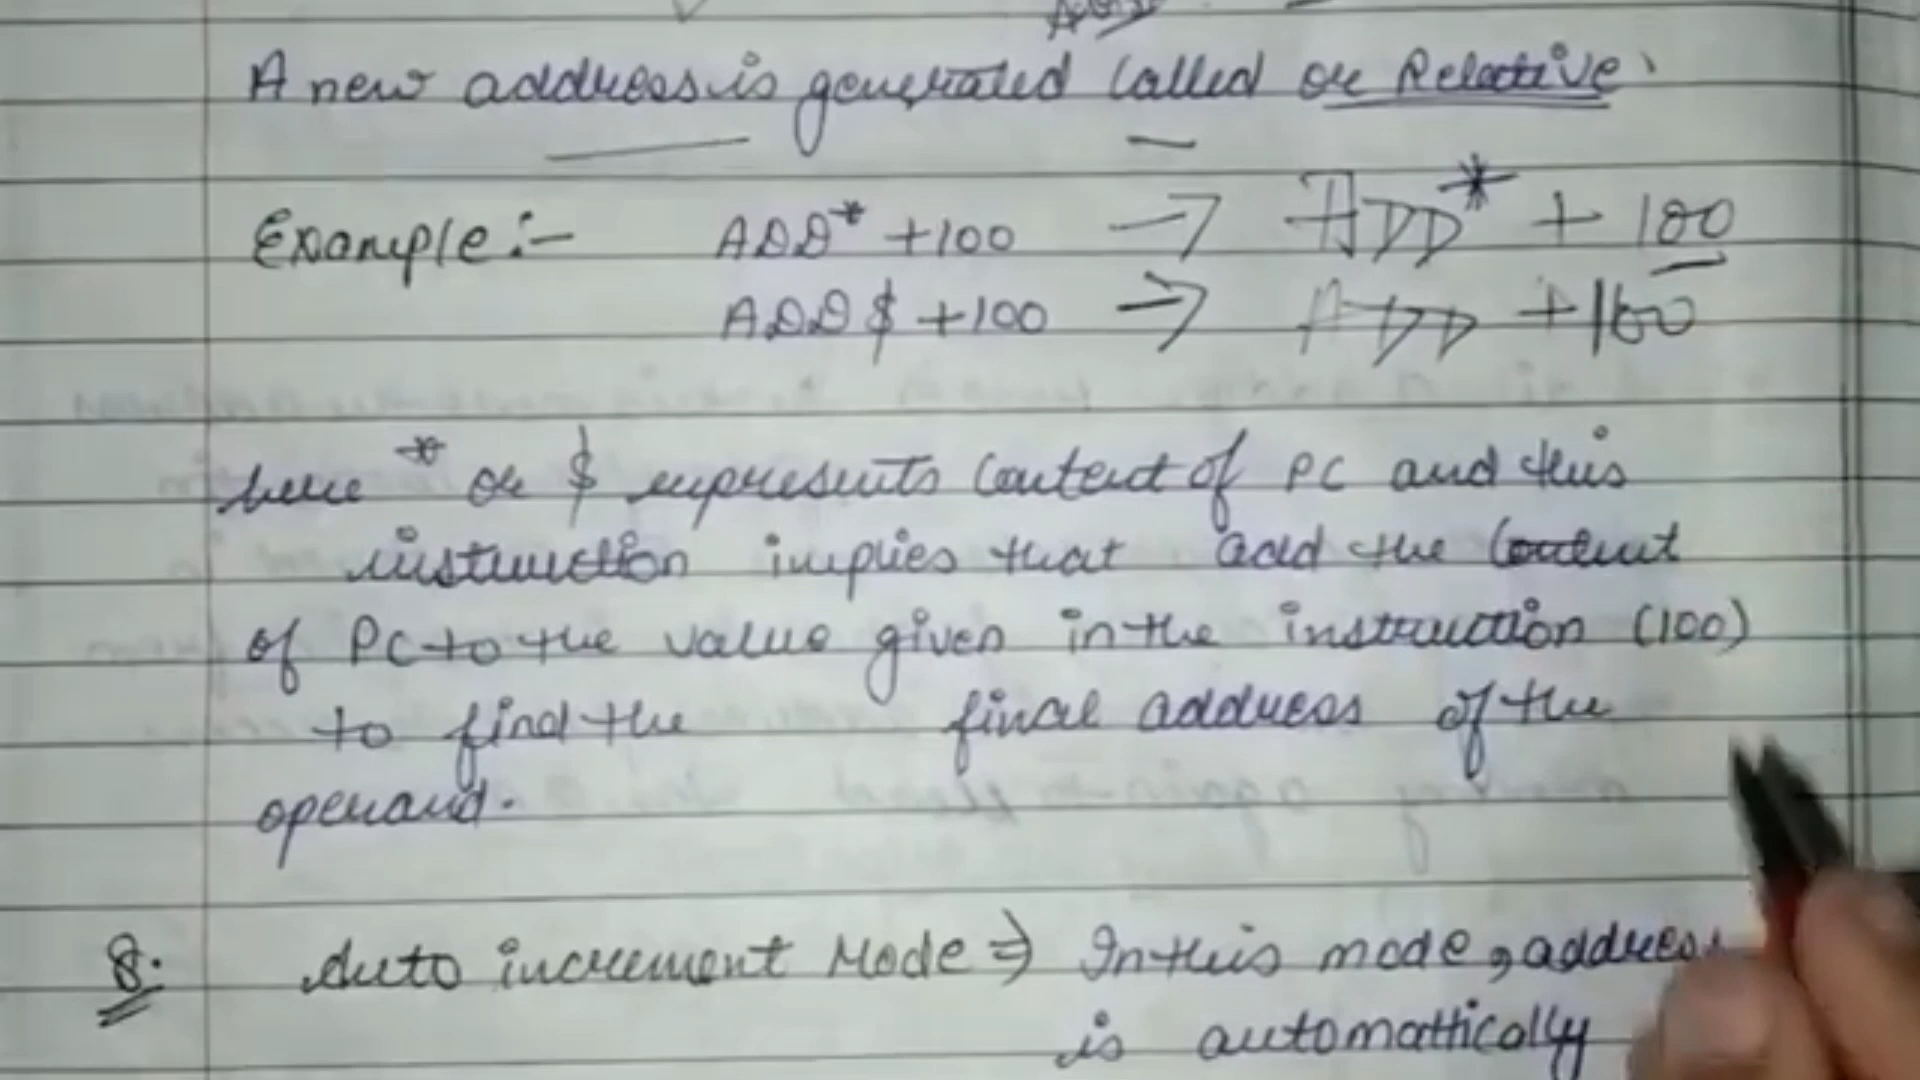 A new address is generated called or Relative.
Example:- ADD* +100 → ADD* + 100
ADD $ +100 → ADD +100
here * or $ represents Content of PC and this
instruction implies that add the Content
of PC to the value given in the instruction (100)
to find the final address of the
operand.
8. Auto increment Mode ⇒ In this mode, address
is automattically